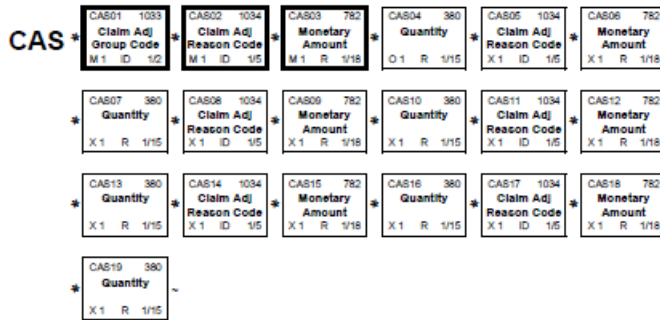 CAS * CAS01 1033 * CAS02 1034 * CAS03 782 * CAS04 380 * CAS05 1034 * CAS06 782
Claim Adj Claim Adj Monetary Quantity Claim Adj Monetary
Group Code Reason Code Amount Reason Code Amount
M 1 ID 1/2 M 1 ID 1/5 M 1 R 1/18 O 1 R 1/15 X 1 ID 1/5 X 1 R 1/18
* CAS07 380 * CAS08 1034 * CAS09 782 * CAS10 380 * CAS11 1034 * CAS12 782
Quantity Claim Adj Monetary Quantity Claim Adj Monetary
Reason Code Amount Reason Code Amount
X 1 R 1/15 X 1 ID 1/5 X 1 R 1/18 X 1 R 1/15 X 1 ID 1/5 X 1 R 1/18
* CAS13 380 * CAS14 1034 * CAS15 782 * CAS16 380 * CAS17 1034 * CAS18 782
Quantity Claim Adj Monetary Quantity Claim Adj Monetary
Reason Code Amount Reason Code Amount
X 1 R 1/15 X 1 ID 1/5 X 1 R 1/18 X 1 R 1/15 X 1 ID 1/5 X 1 R 1/18
* CAS19 380 ~
Quantity
X 1 R 1/15